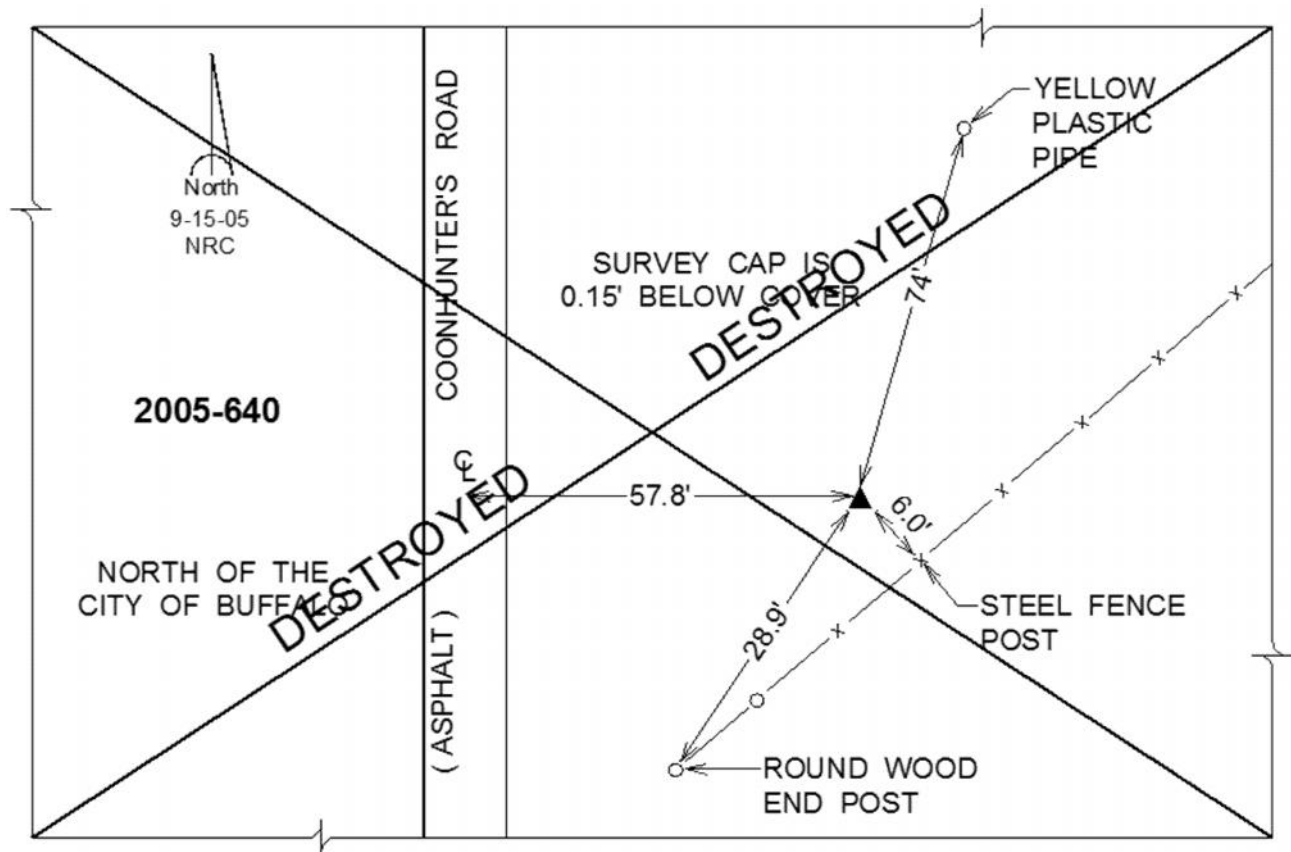 North
9-15-05
NRC
COONHUNTER'S ROAD
YELLOW
PLASTIC
PIPE
SURVEY CAP IS
0.15' BELOW COVER
DESTROYED
74'
2005-640
℄
57.8'
6.0'
DESTROYED
NORTH OF THE
CITY OF BUFFALO
28.9'
STEEL FENCE
POST
(ASPHALT)
ROUND WOOD
END POST
x
x
x
x
x
x